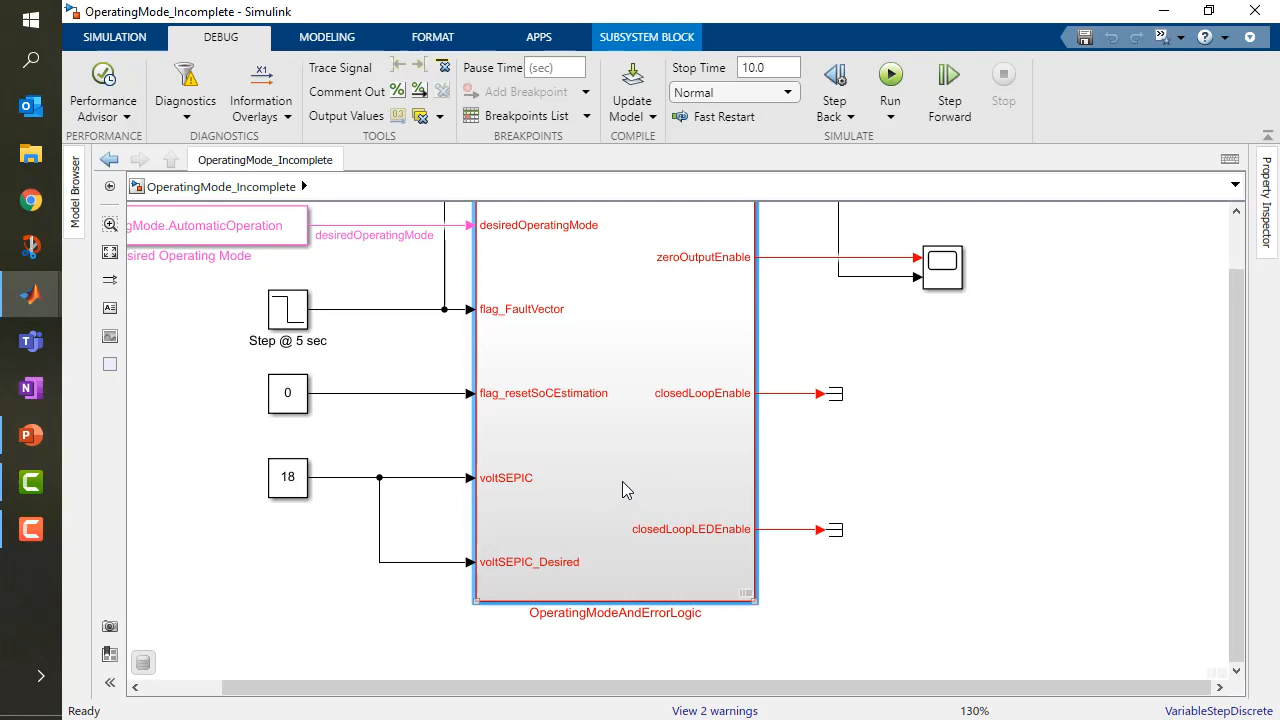 OperatingMode_Incomplete - Simulink
SIMULATION DEBUG MODELING FORMAT APPS SUBSYSTEM BLOCK
Performance Advisor
PERFORMANCE
Diagnostics
Information Overlays
DIAGNOSTICS
Trace Signal
Comment Out
Output Values
TOOLS
Pause Time (sec)
Add Breakpoint
Breakpoints List
BREAKPOINTS
Update Model
COMPILE
Stop Time 10.0
Normal
Fast Restart
Step Back
Run
Step Forward
Stop
SIMULATE
Model Browser
OperatingMode_Incomplete
OperatingMode_Incomplete
Property Inspector
gMode.AutomaticOperation
desiredOperatingMode
desiredOperatingMode
sired Operating Mode
zeroOutputEnable
flag_FaultVector
Step @ 5 sec
0
flag_resetSoCEstimation
closedLoopEnable
18
voltSEPIC
closedLoopLEDEnable
voltSEPIC_Desired
OperatingModeAndErrorLogic
Ready
View 2 warnings
130%
VariableStepDiscrete